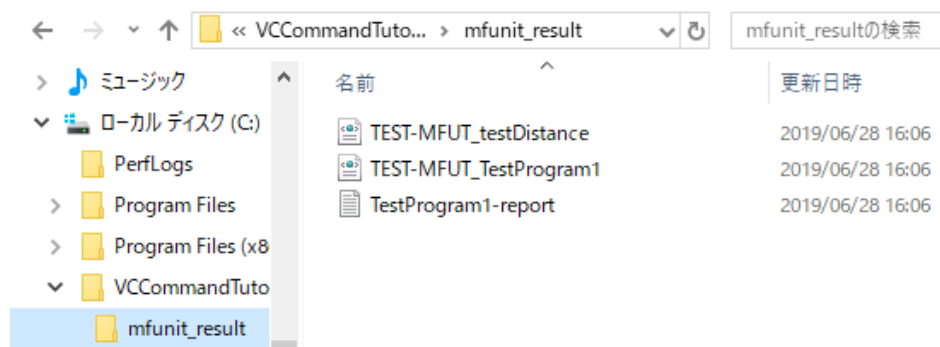 « VCCommandTuto... › mfunit_result
mfunit_resultの検索
ミュージック
ローカル ディスク (C:)
PerfLogs
Program Files
Program Files (x8
VCCommandTuto
mfunit_result
名前 更新日時
TEST-MFUT_testDistance 2019/06/28 16:06
TEST-MFUT_TestProgram1 2019/06/28 16:06
TestProgram1-report 2019/06/28 16:06